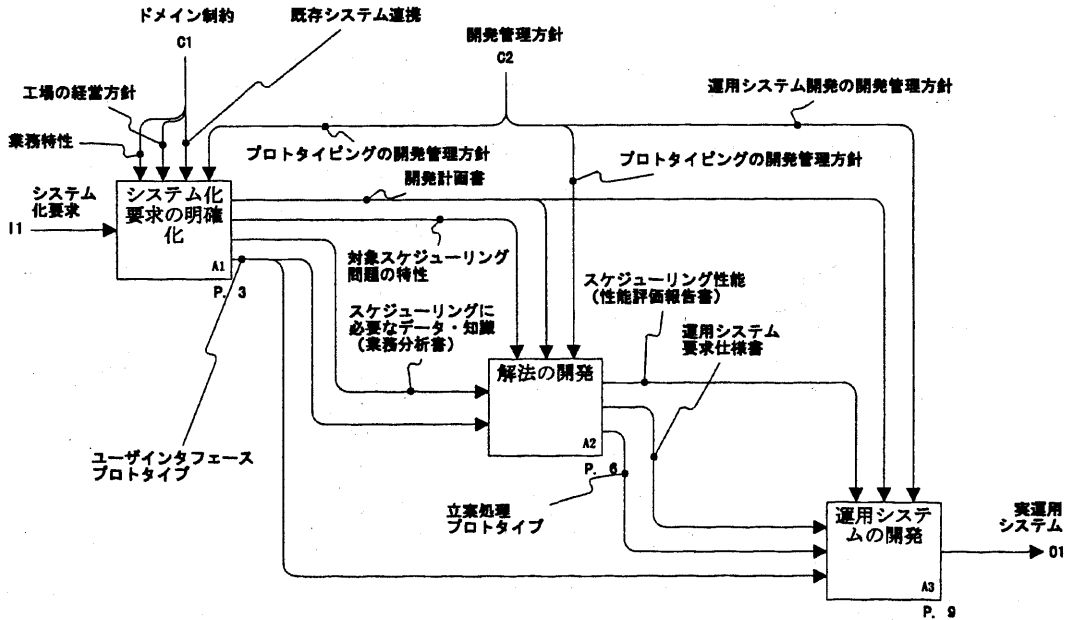 ドメイン制約
C1
既存システム連携
開発管理方針
C2
工場の経営方針
運用システム開発の開発管理方針
業務特性
プロトタイピングの開発管理方針
プロトタイピングの開発管理方針
開発計画書
システム
化要求
I1
システム化
要求の明確
化
A1
P. 3
対象スケジューリング
問題の特性
スケジューリング性能
(性能評価報告書)
スケジューリングに
必要なデータ・知識
(業務分析書)
運用システム
要求仕様書
解法の開発
A2
P. 6
ユーザインタフェース
プロトタイプ
立案処理
プロトタイプ
運用システ
ムの開発
A3
P. 9
実運用
システム
O1